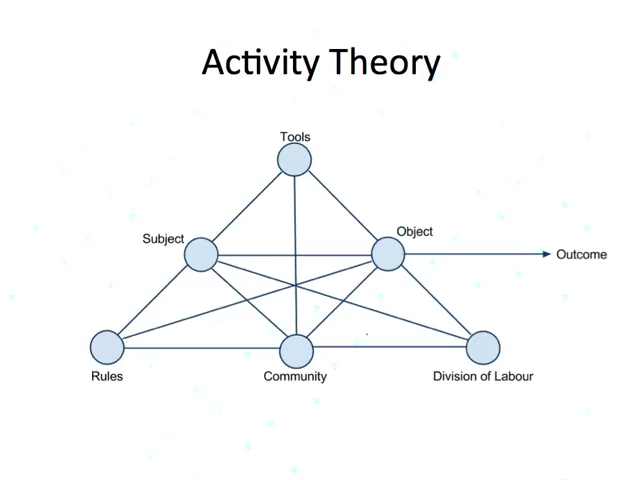 Activity Theory
Tools
Subject
Object
Outcome
Rules
Community
Division of Labour